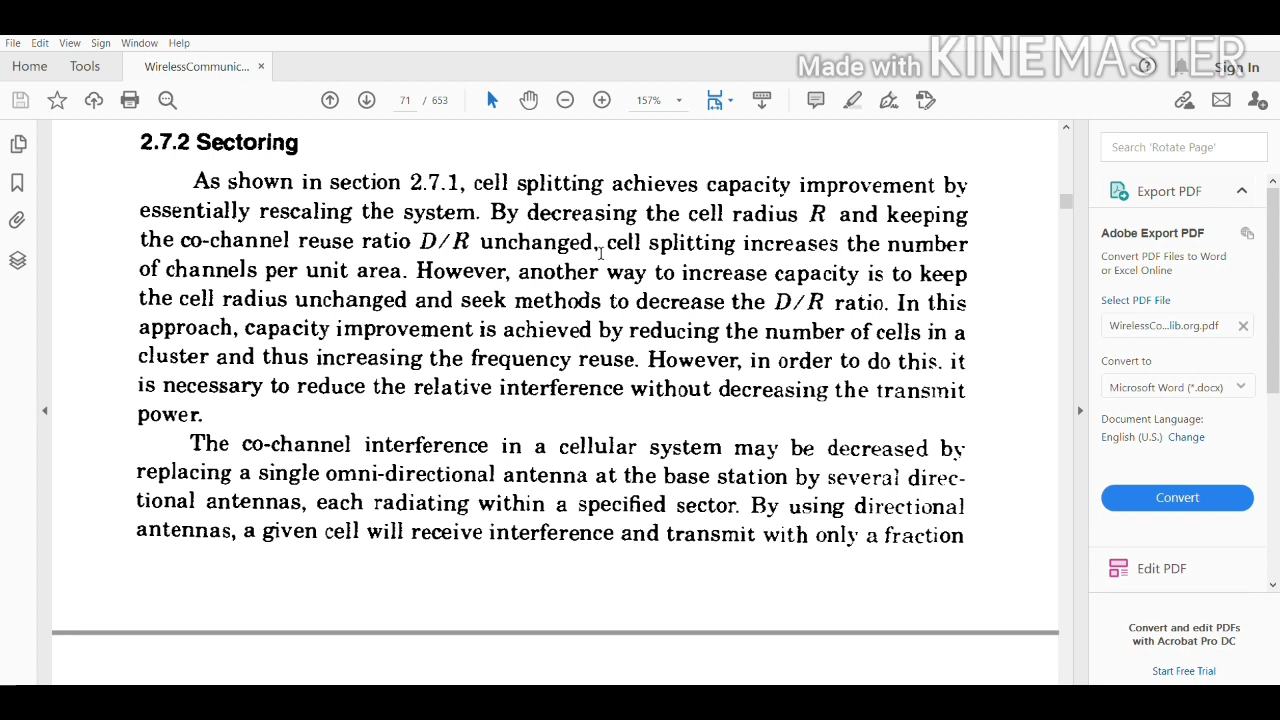 File Edit View Sign Window Help
Made with KINEMASTER
Home Tools WirelessCommunic... × Sign In
71 / 653 157%
2.7.2 Sectoring
As shown in section 2.7.1, cell splitting achieves capacity improvement by
essentially rescaling the system. By decreasing the cell radius R and keeping
the co-channel reuse ratio D/R unchanged, cell splitting increases the number
of channels per unit area. However, another way to increase capacity is to keep
the cell radius unchanged and seek methods to decrease the D/R ratio. In this
approach, capacity improvement is achieved by reducing the number of cells in a
cluster and thus increasing the frequency reuse. However, in order to do this. it
is necessary to reduce the relative interference without decreasing the transmit
power.
The co-channel interference in a cellular system may be decreased by
replacing a single omni-directional antenna at the base station by several direc-
tional antennas, each radiating within a specified sector. By using directional
antennas, a given cell will receive interference and transmit with only a fraction
Search 'Rotate Page'
Export PDF
Adobe Export PDF
Convert PDF Files to Word
or Excel Online
Select PDF File
WirelessCo...lib.org.pdf ×
Convert to
Microsoft Word (*.docx)
Document Language:
English (U.S.) Change
Convert
Edit PDF
Convert and edit PDFs
with Acrobat Pro DC
Start Free Trial